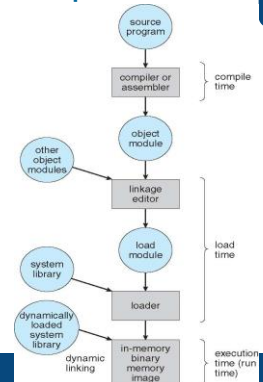 source
program
compiler or
assembler
compile
time
object
module
other
object
modules
linkage
editor
load
module
load
time
system
library
loader
dynamically
loaded
system
library
dynamic
linking
in-memory
binary
memory
image
execution
time (run
time)